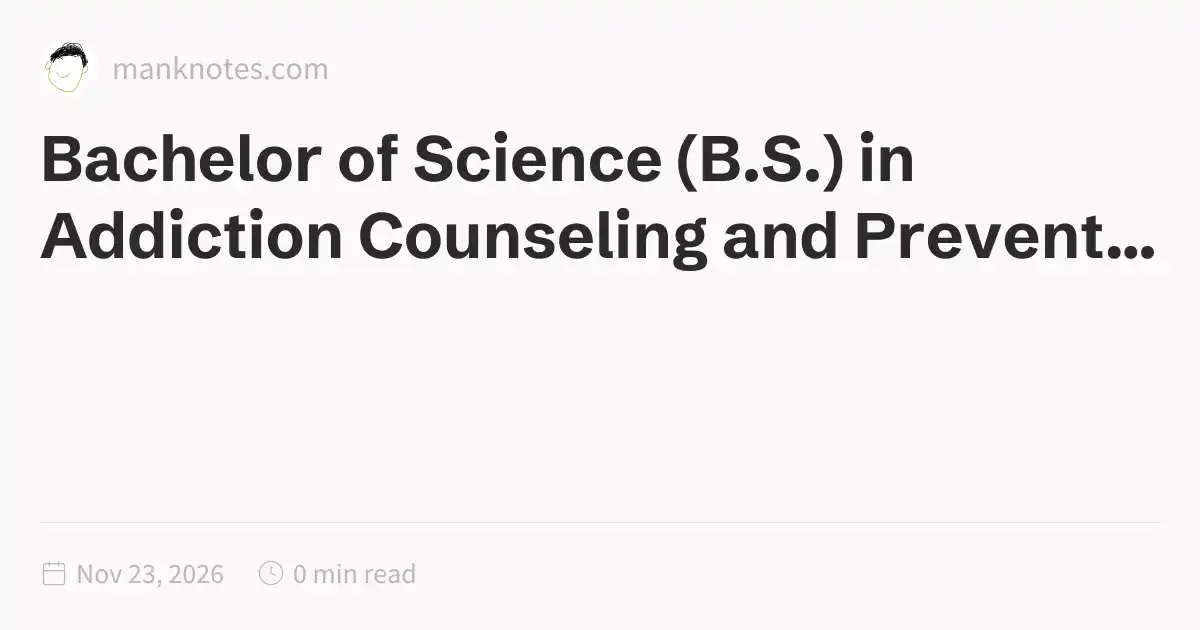 manknotes.com
Bachelor of Science (B.S.) in
Addiction Counseling and Prevent...
Nov 23, 2026 0 min read